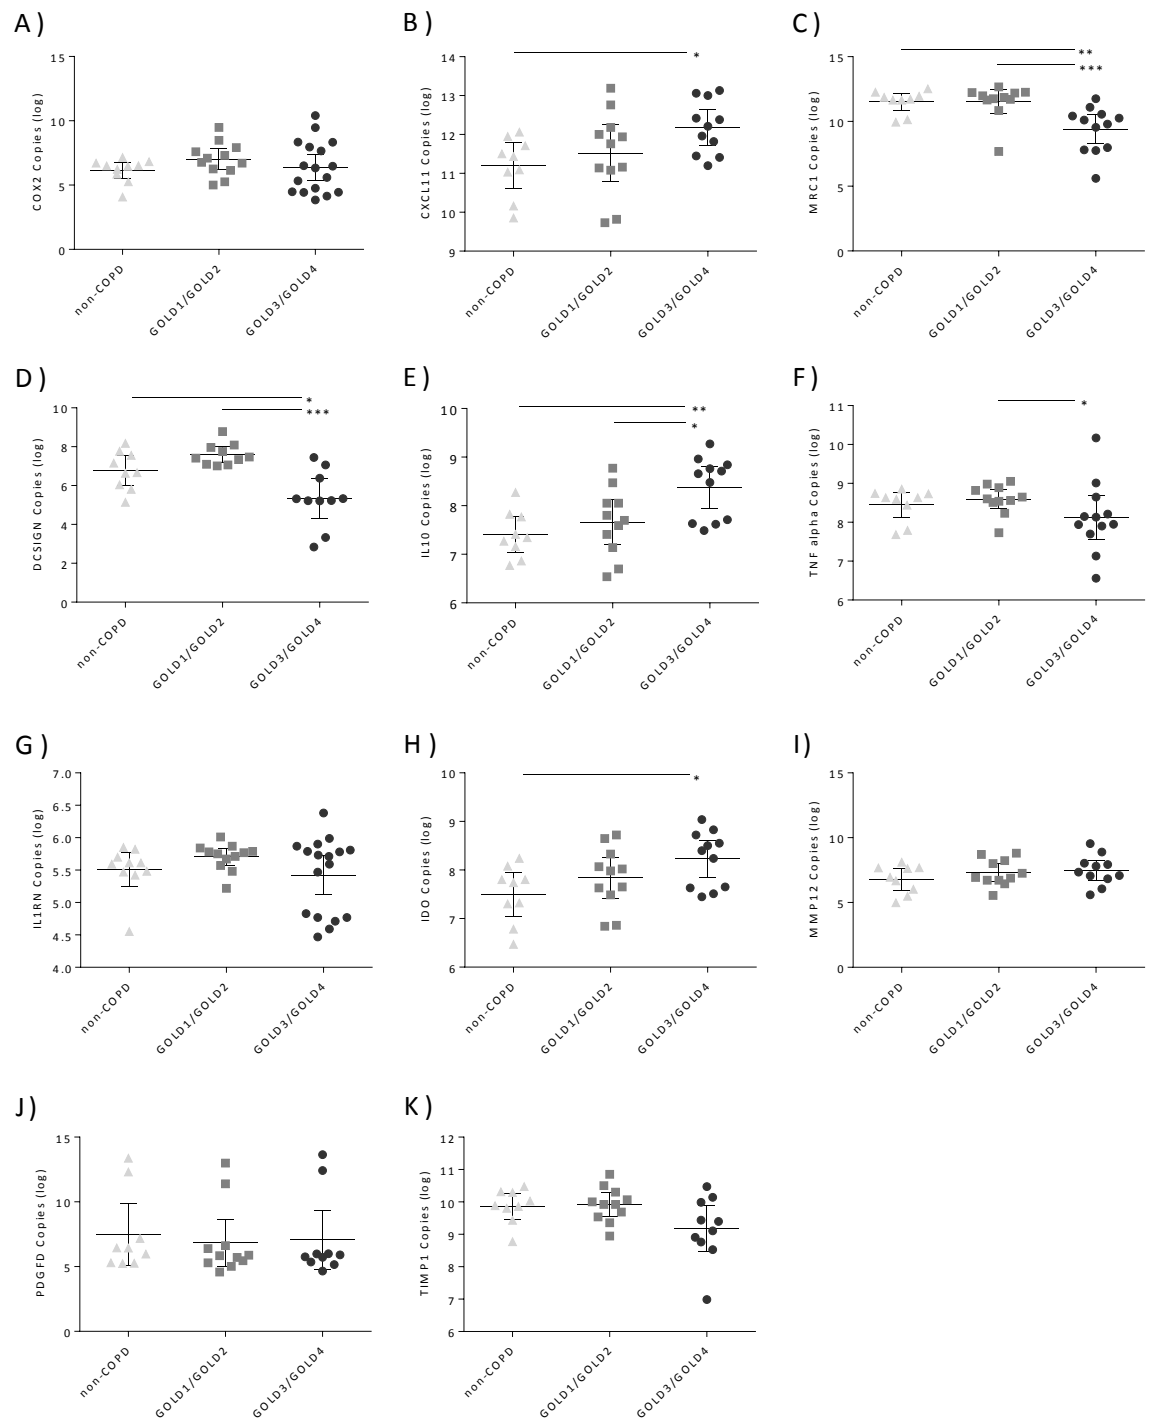 A)
COX2 Copies (log)
15
10
5
0
non-COPD
GOLD1/GOLD2
GOLD3/GOLD4
B)
CXCL11 Copies (log)
14
13
12
11
10
9
*
non-COPD
GOLD1/GOLD2
GOLD3/GOLD4
C)
MRC1 Copies (log)
15
10
5
0
**
***
non-COPD
GOLD1/GOLD2
GOLD3/GOLD4
D)
DCSIGN Copies (log)
10
8
6
4
2
0
*
***
non-COPD
GOLD1/GOLD2
GOLD3/GOLD4
E)
IL10 Copies (log)
10
9
8
7
6
**
*
non-COPD
GOLD1/GOLD2
GOLD3/GOLD4
F)
TNF alpha Copies (log)
11
10
9
8
7
6
*
non-COPD
GOLD1/GOLD2
GOLD3/GOLD4
G)
IL1RN Copies (log)
7.0
6.5
6.0
5.5
5.0
4.5
4.0
non-COPD
GOLD1/GOLD2
GOLD3/GOLD4
H)
IDO Copies (log)
10
9
8
7
6
*
non-COPD
GOLD1/GOLD2
GOLD3/GOLD4
I)
MMP12 Copies (log)
15
10
5
0
non-COPD
GOLD1/GOLD2
GOLD3/GOLD4
J)
PDGFD Copies (log)
15
10
5
0
non-COPD
GOLD1/GOLD2
GOLD3/GOLD4
K)
TIMP1 Copies (log)
12
11
10
9
8
7
6
non-COPD
GOLD1/GOLD2
GOLD3/GOLD4